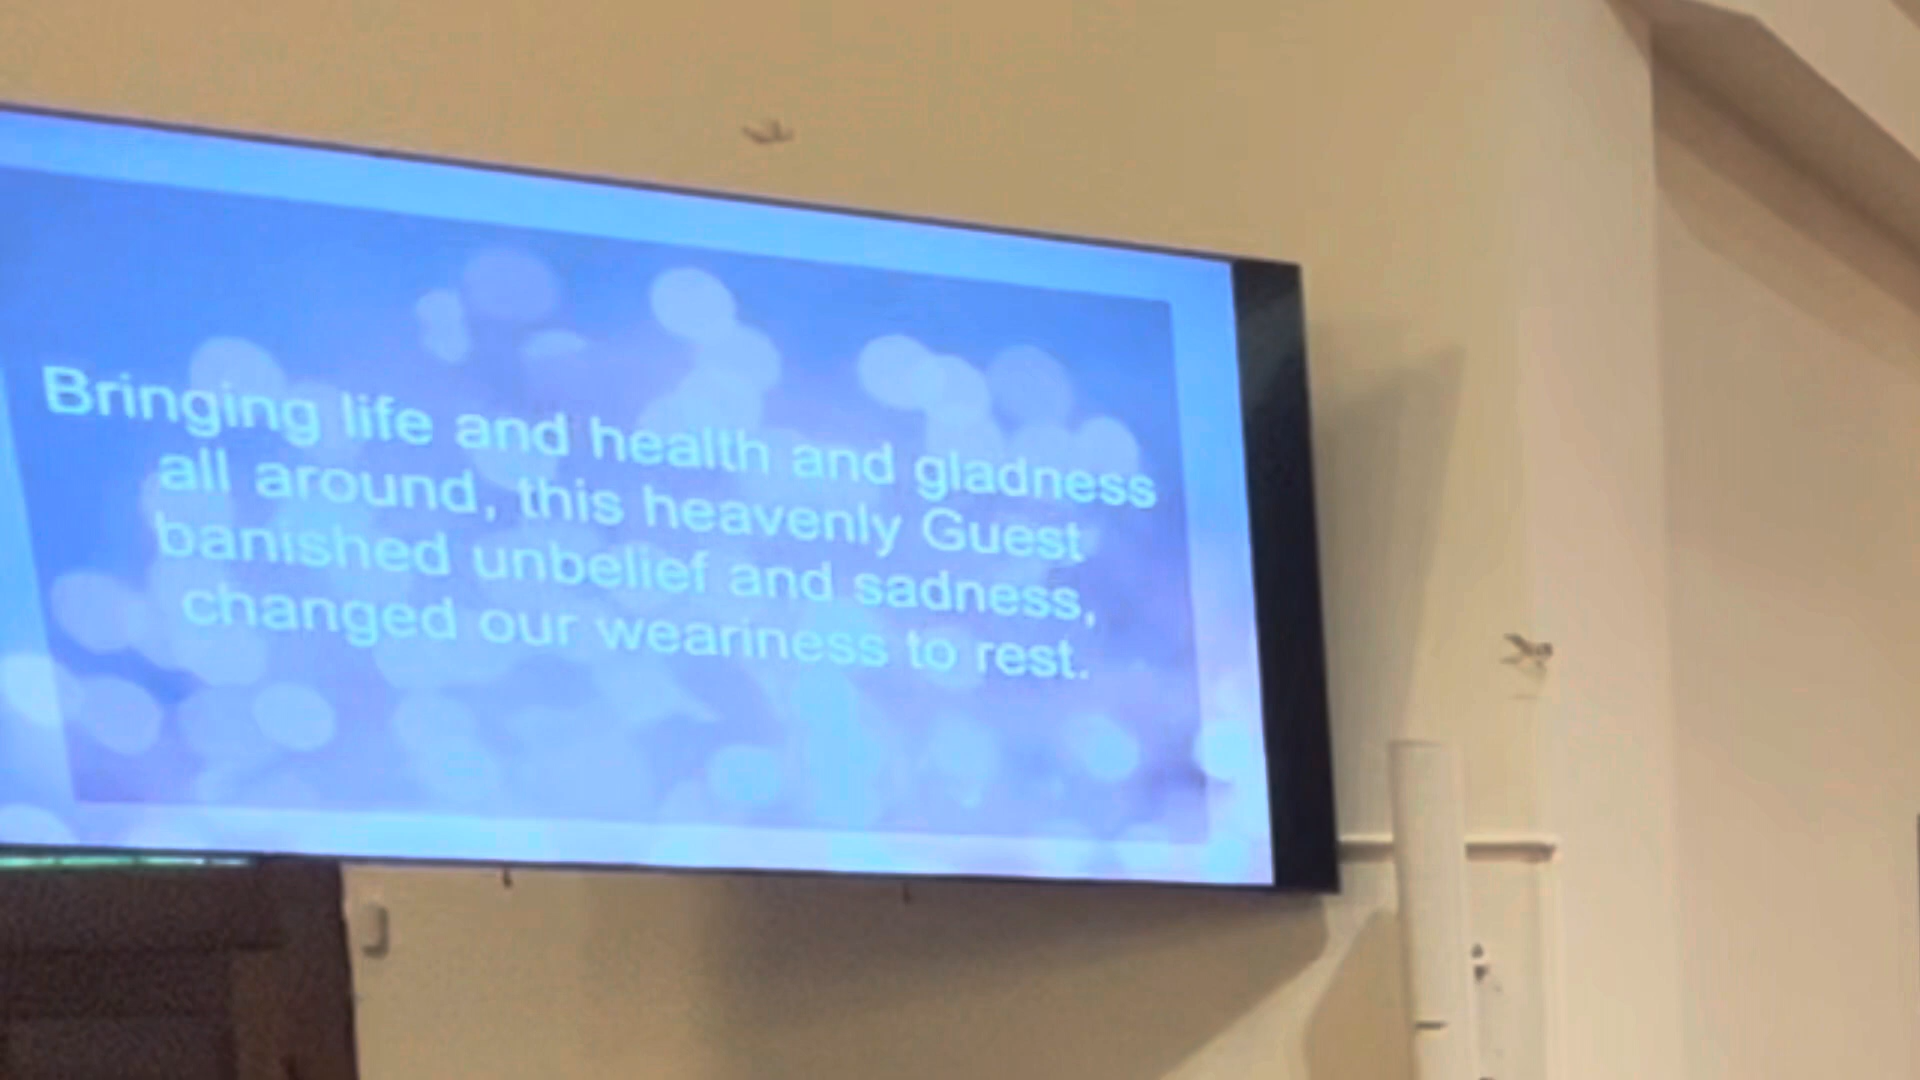 Bringing life and health and gladness
all around, this heavenly Guest
banished unbelief and sadness,
changed our weariness to rest.